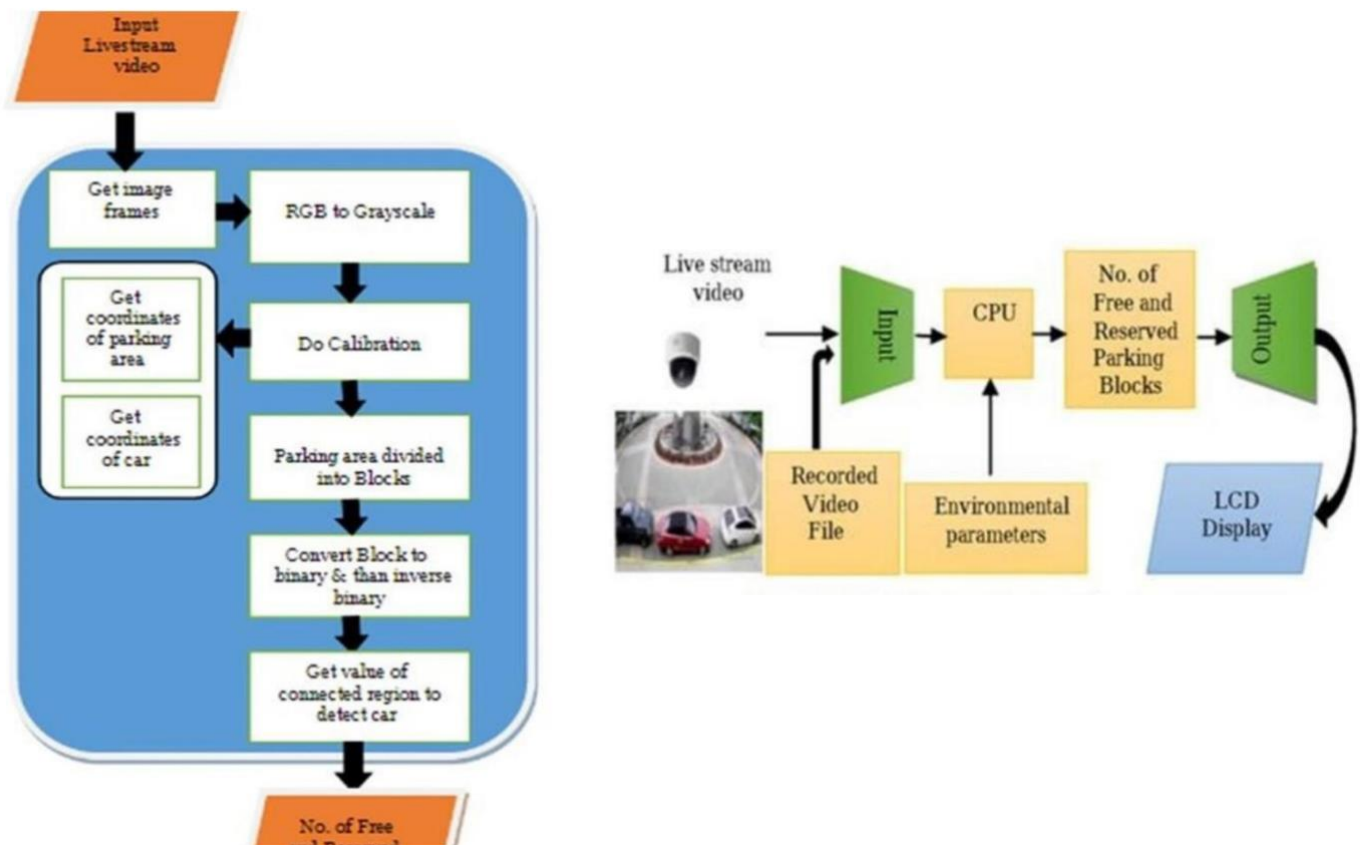 Input
Livestream
video
Get image
frames
RGB to Grayscale
Get
coordinates
of parking
area
Get
coordinates
of car
Do Calibration
Parking area divided
into Blocks
Convert Block to
binary & than inverse
binary
Get value of
connected region to
detect car
No. of Free
Live stream
video
Input
CPU
No. of
Free and
Reserved
Parking
Blocks
Output
Recorded
Video
File
Environmental
parameters
LCD
Display